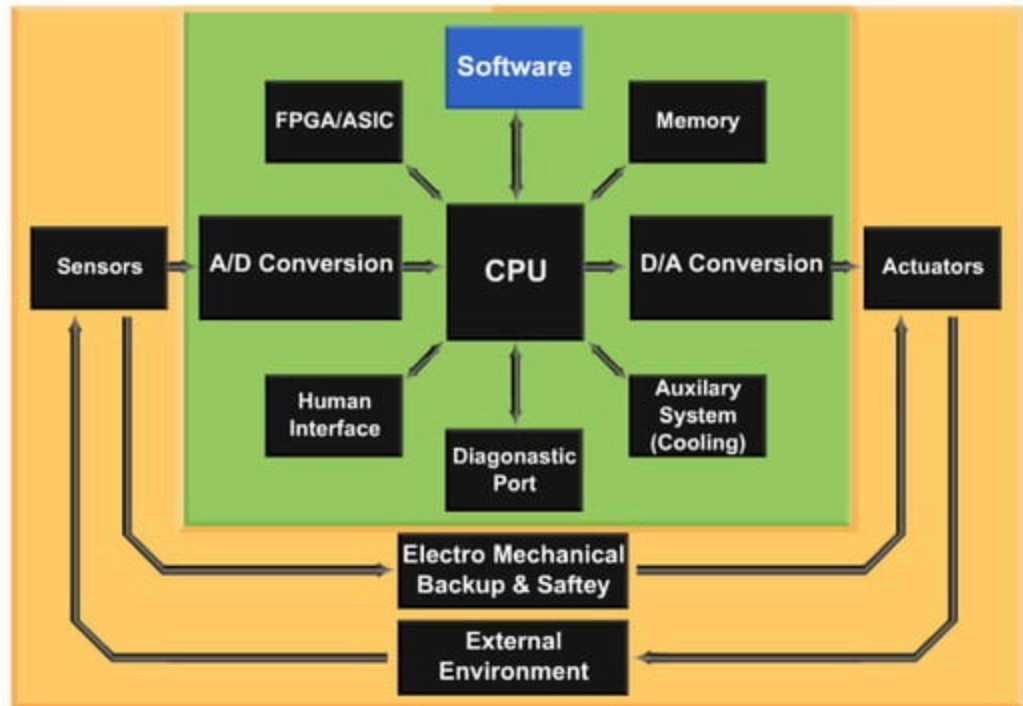 Software
FPGA/ASIC
Memory
Sensors
A/D Conversion
CPU
D/A Conversion
Actuators
Human
Interface
Diagonastic
Port
Auxilary
System
(Cooling)
Electro Mechanical
Backup & Saftey
External
Environment